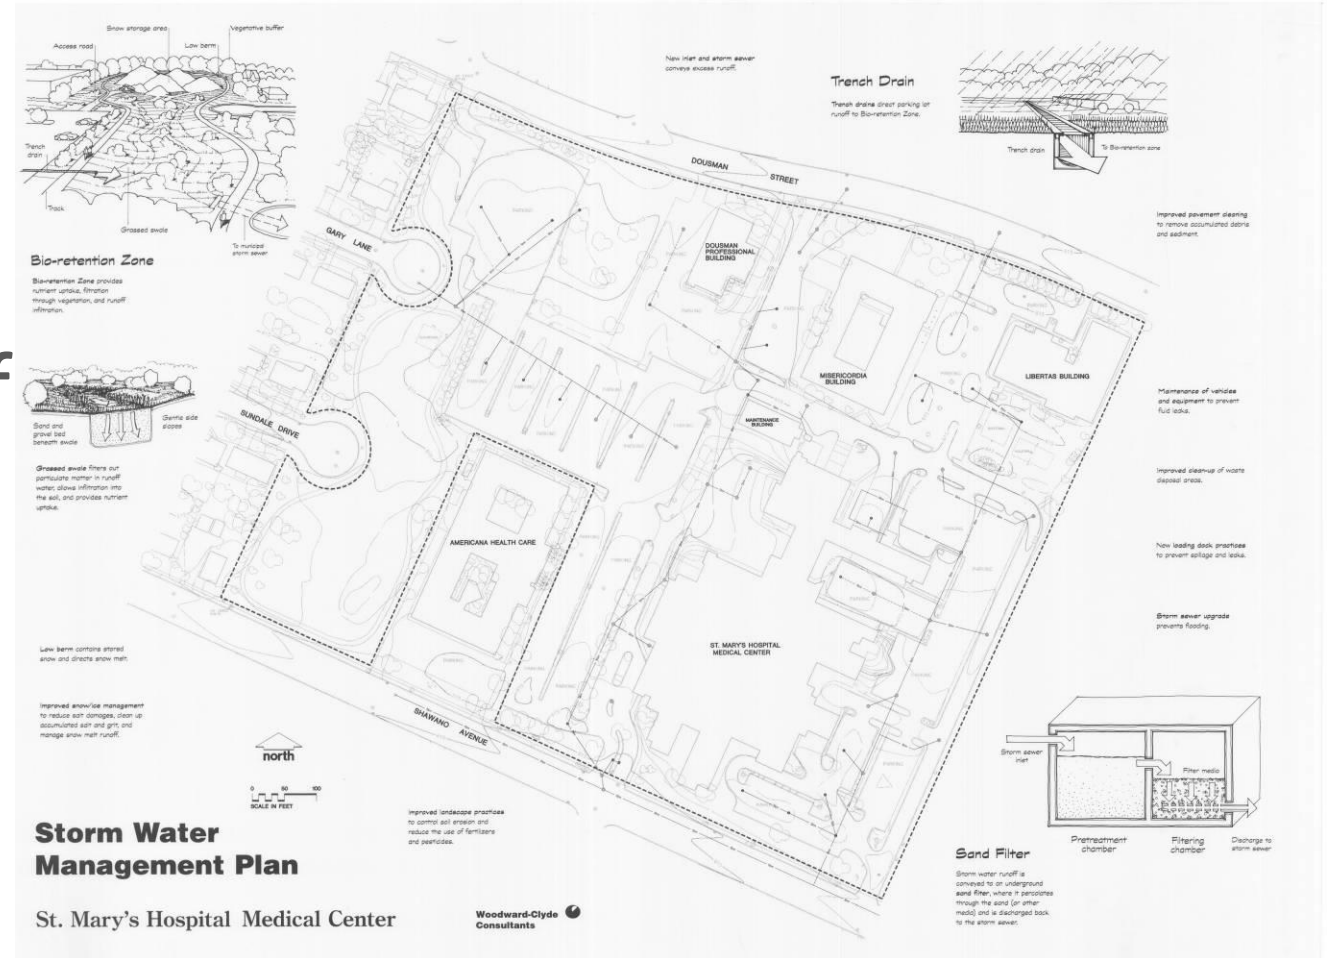 Snow storage area
Vegetative buffer
Access road
Low berm
Trench
drain
Track
Grassed swale
To municipal
storm sewer
Bio-retention Zone
Bio-retention Zone provides
nutrient uptake, filtration
through vegetation, and runoff
infiltration.
Sand and
gravel bed
beneath swale
Gentle side
slopes
Grassed swale filters out
particulate matter in runoff
water, allows infiltration into
the soil, and provides nutrient
uptake.
Low berm contains stored
snow and directs snow melt.
Improved snow/ice management
to reduce salt damages, clean up
accumulated salt and grit, and
manage snow melt runoff.
New inlet and storm sewer
conveys excess runoff.
Trench Drain
Trench drains direct parking lot
runoff to Bio-retention Zone.
Trench drain
To Bio-retention zone
Improved pavement cleaning
to remove accumulated debris
and sediment.
Maintenance of vehicles
and equipment to prevent
fluid leaks.
Improved clean-up of waste
disposal areas.
New loading dock practices
to prevent spillage and leaks.
Storm sewer upgrade
prevents flooding.
DOUSMAN
STREET
GARY LANE
DOUSMAN
PROFESSIONAL
BUILDING
MISERICORDIA
BUILDING
LIBERTAS BUILDING
MAINTENANCE
BUILDING
SUNDALE DRIVE
AMERICANA HEALTH CARE
ST. MARY'S HOSPITAL
MEDICAL CENTER
SHAWANO AVENUE
north
0 50 100
SCALE IN FEET
Improved landscape practices
to control soil erosion and
reduce the use of fertilizers
and pesticides.
Storm sewer
inlet
Filter media
Pretreatment
chamber
Filtering
chamber
Discharge to
storm sewer
Sand Filter
Storm water runoff is
conveyed to an underground
sand filter, where it percolates
through the sand (or other
media) and is discharged back
to the storm sewer.
Storm Water
Management Plan
St. Mary's Hospital Medical Center
Woodward-Clyde
Consultants